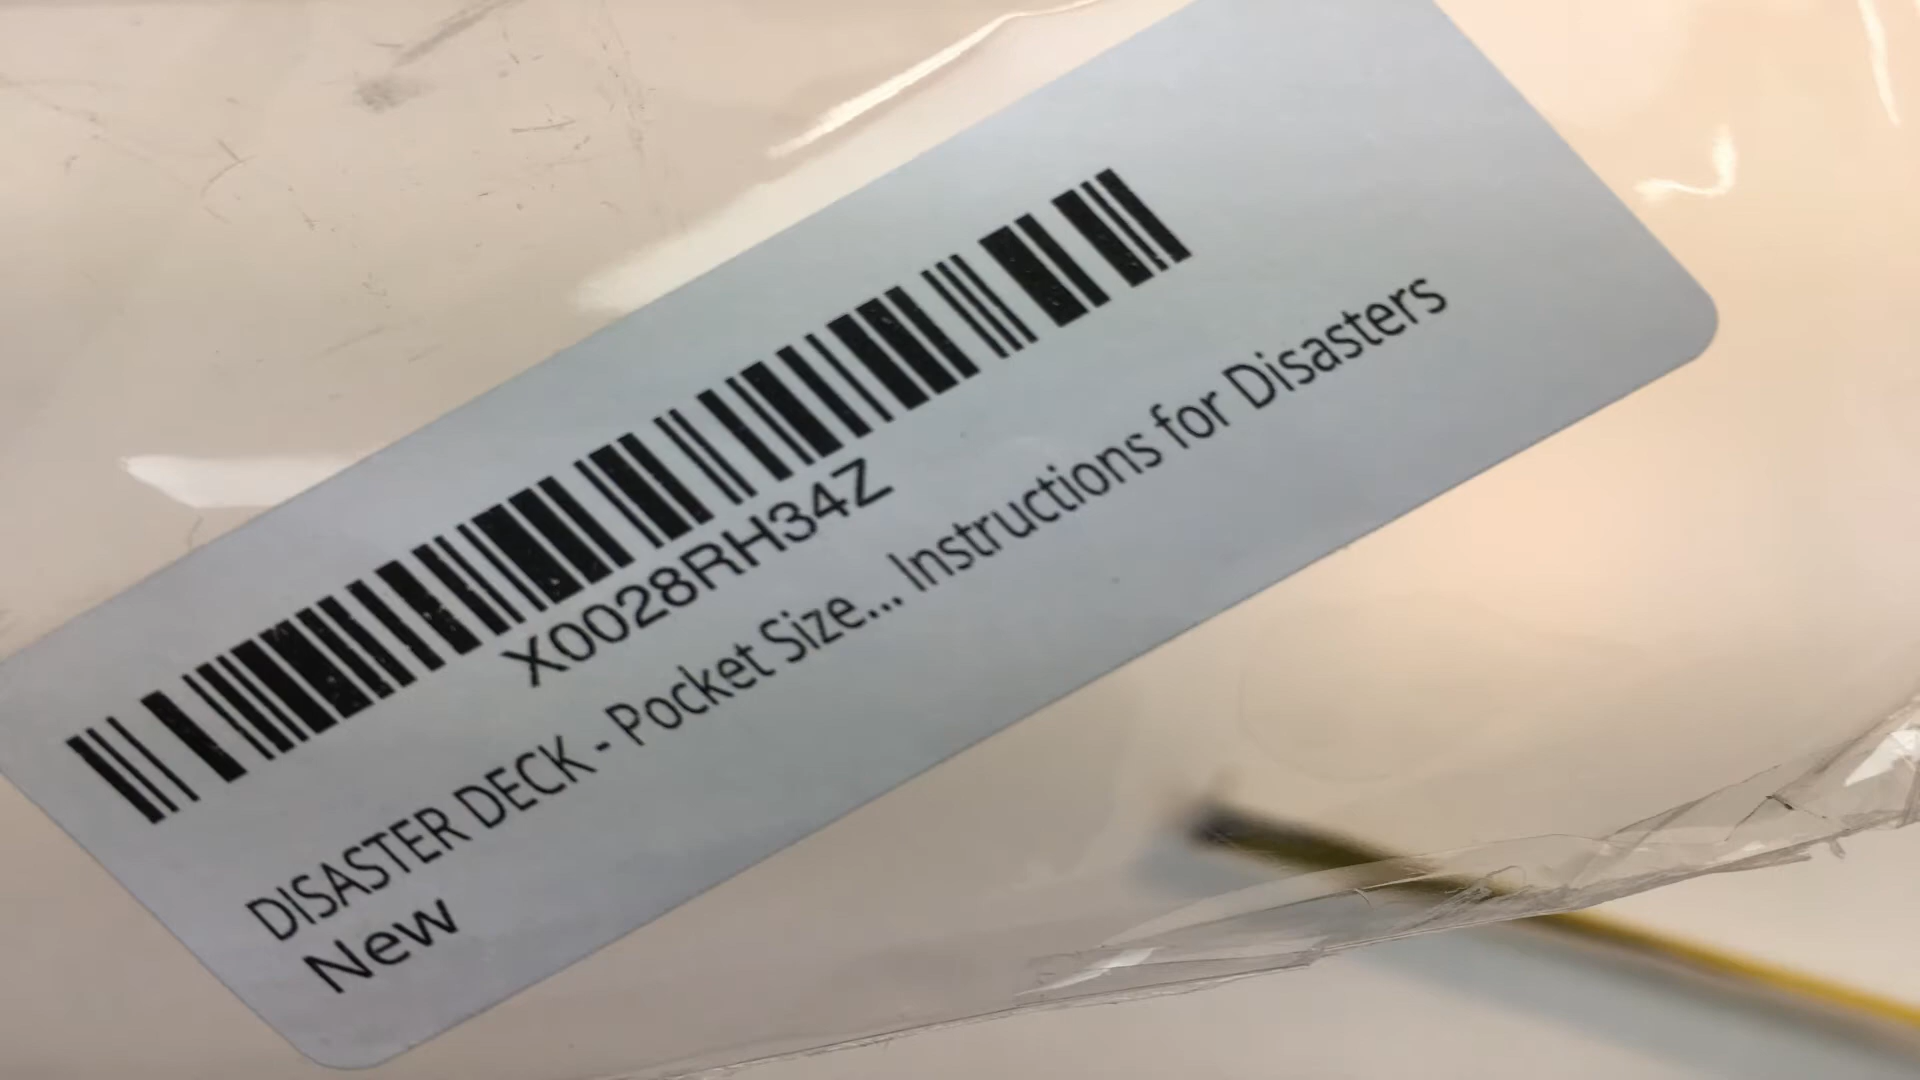 X0028RH34Z
DISASTER DECK - Pocket Size... Instructions for Disasters
New